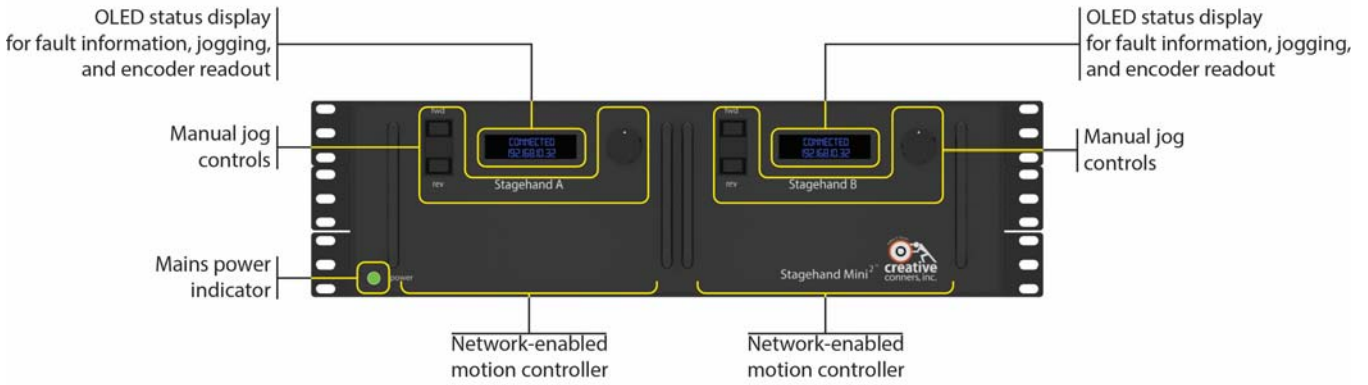 OLED status display
for fault information, jogging,
and encoder readout
OLED status display
for fault information, jogging,
and encoder readout
Manual jog
controls
fwd
CONNECTED
192.168.10.32
rev
Stagehand A
fwd
CONNECTED
192.168.10.32
rev
Stagehand B
Manual jog
controls
Mains power
indicator
power
Stagehand Mini²™
creative
conners, inc.
Network-enabled
motion controller
Network-enabled
motion controller